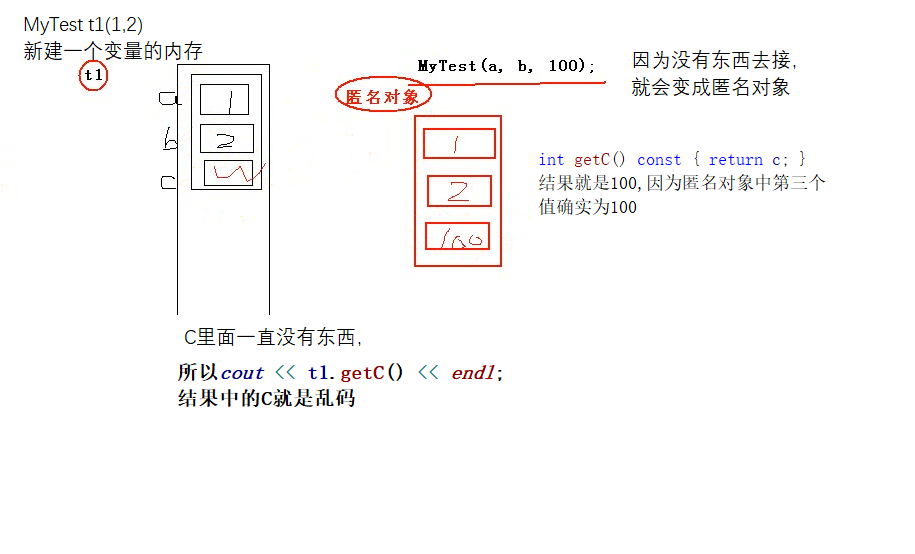 MyTest t1(1,2)
新建一个变量的内存
t1
a
1
b
2
c
MyTest(a, b, 100);
匿名对象
因为没有东西去接,
就会变成匿名对象
1
2
100
int getC() const { return c; }
结果就是100,因为匿名对象中第三个
值确实为100
C里面一直没有东西,
所以cout << t1.getC() << endl;
结果中的C就是乱码